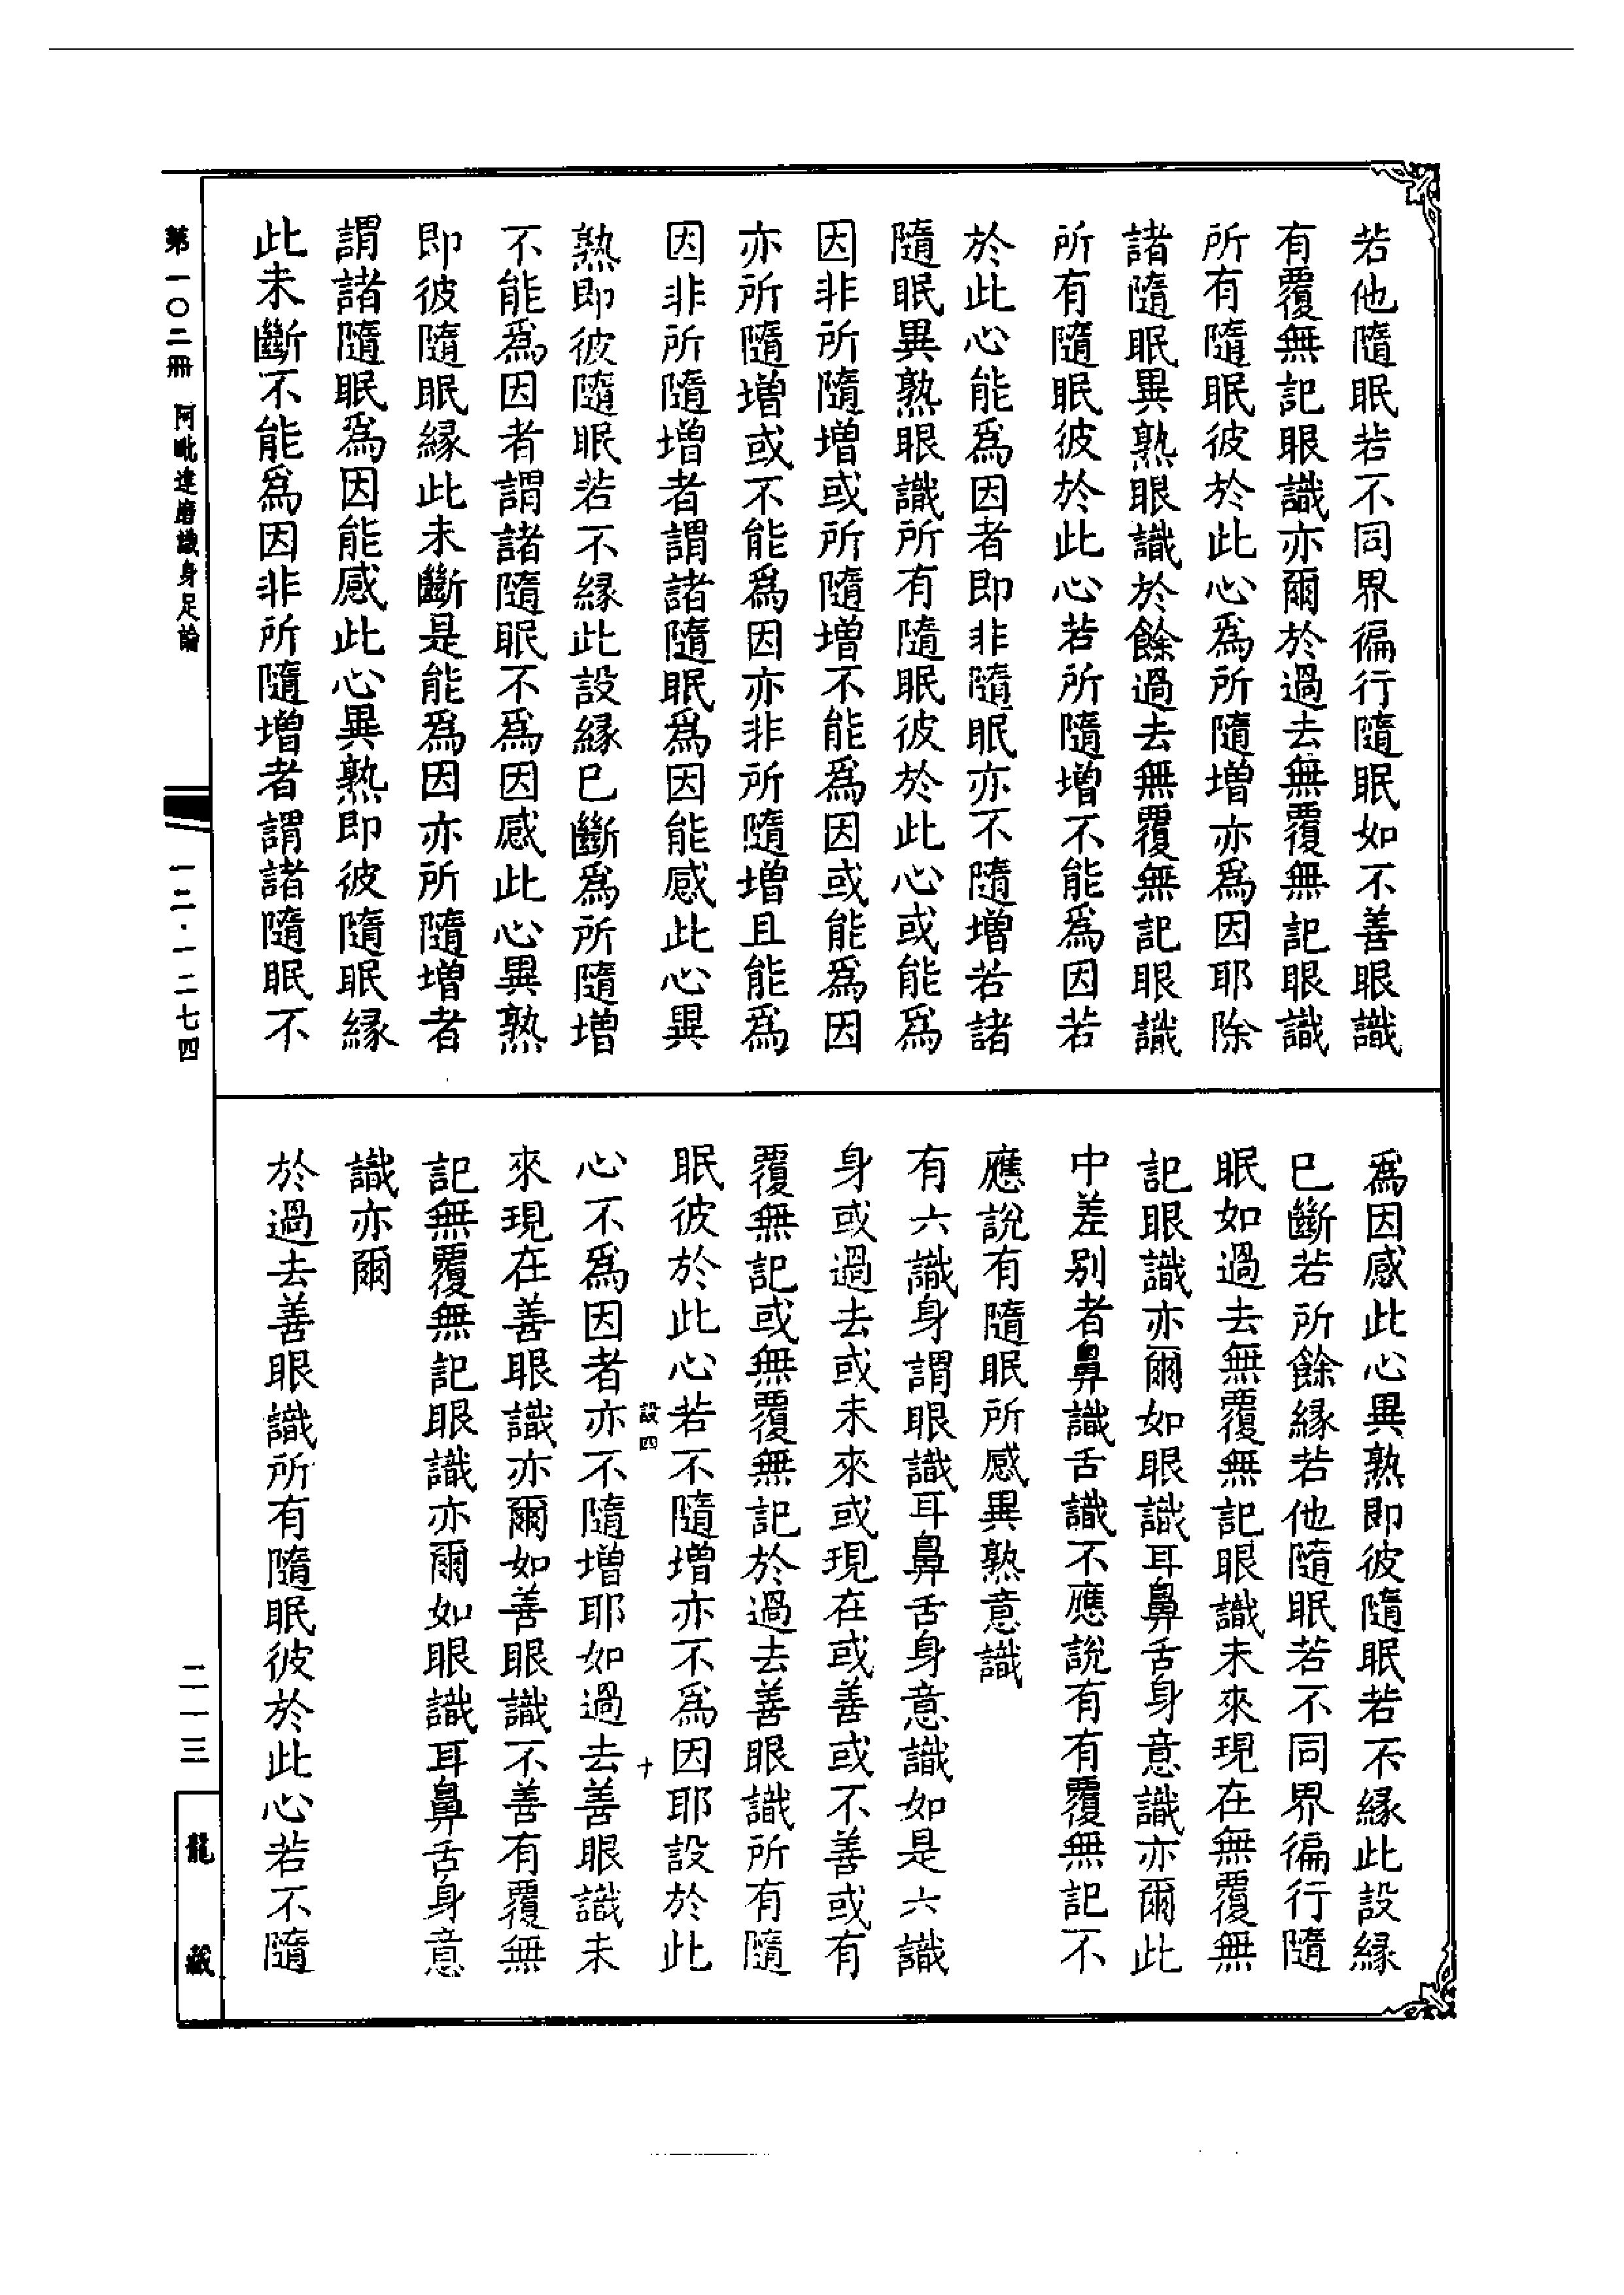 若他隨眠若不同界徧行隨眠如不善眼識
有覆無記眼識亦爾於過去無覆無記眼識
所有隨眠彼於此心為所隨增亦為因耶除
諸隨眠異熟眼識於餘過去無覆無記眼識
所有隨眠彼於此心若所隨增不能為因若
於此心能為因者即非隨眠亦不隨增若諸
隨眠異熟眼識所有隨眠彼於此心或能為
因非所隨增或所隨增不能為因或能為因
亦所隨增或不能為因亦非所隨增且能為
因非所隨增者謂諸隨眠為因能感此心異
熟即彼隨眠若不緣此設緣已斷為所隨增
不能為因者謂諸隨眠不為因感此心異熟
即彼隨眠緣此未斷是能為因亦所隨增者
謂諸隨眠為因能感此心異熟即彼隨眠緣
此未斷不能為因非所隨增者謂諸隨眠不
為因感此心異熟即彼隨眠若不緣此設緣
已斷若所餘緣若他隨眠若不同界徧行隨
眠如過去無覆無記眼識未來現在無覆無
記眼識亦爾如眼識耳鼻舌身意識亦爾此
中差別者鼻識舌識不應說有有覆無記不
應說有隨眠所感異熟意識
有六識身謂眼識耳鼻舌身意識如是六識
身或過去或未來或現在或善或不善或有
覆無記或無覆無記於過去善眼識所有隨
眠彼於此心若不隨增亦不為因耶設於此
設四
十
心不為因者亦不隨增耶如過去善眼識未
來現在善眼識亦爾如善眼識不善有覆無
記無覆無記眼識亦爾如眼識耳鼻舌身意
識亦爾
於過去善眼識所有隨眠彼於此心若不隨
第一〇二冊 阿毗達磨識身足論
一二·一二七四
二一三
龍藏